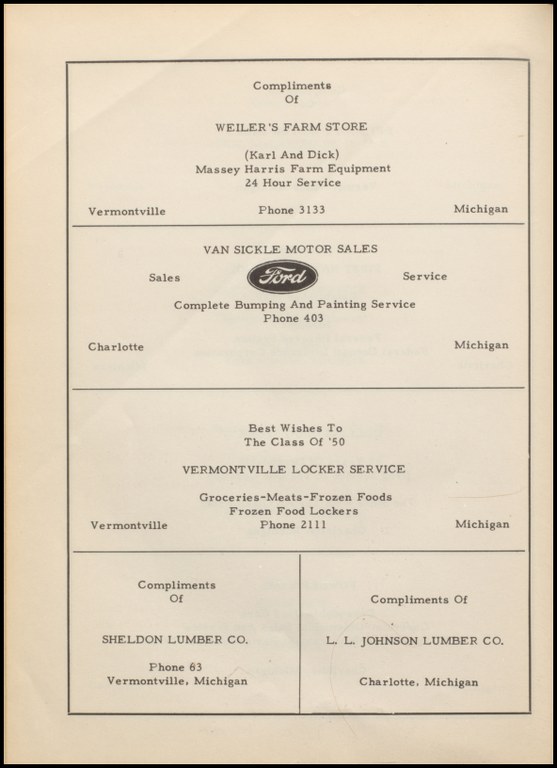 Compliments
Of
WEILER'S FARM STORE
(Karl And Dick)
Massey Harris Farm Equipment
24 Hour Service
Vermontville Phone 3133 Michigan
VAN SICKLE MOTOR SALES
Sales Ford Service
Complete Bumping And Painting Service
Phone 403
Charlotte Michigan
Best Wishes To
The Class Of '50
VERMONTVILLE LOCKER SERVICE
Groceries-Meats-Frozen Foods
Frozen Food Lockers
Vermontville Phone 2111 Michigan
Compliments
Of
SHELDON LUMBER CO.
Phone 63
Vermontville, Michigan
Compliments Of
L. L. JOHNSON LUMBER CO.
Charlotte, Michigan